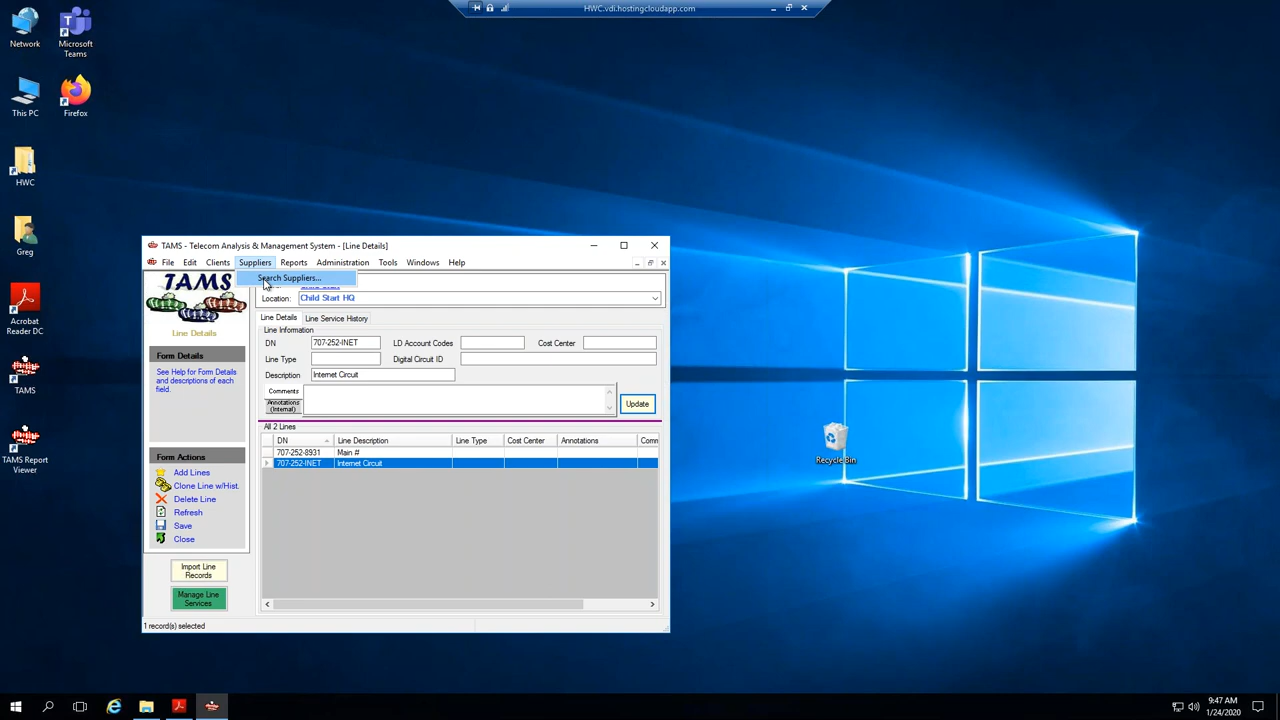 HWC.vdi.hostingcloudapp.com
Network
Microsoft
Teams
This PC
Firefox
HWC
Greg
Acrobat
Reader DC
TAMS
TAMS Report
Viewer
Recycle Bin
TAMS - Telecom Analysis & Management System - [Line Details]
File Edit Clients Suppliers Reports Administration Tools Windows Help
Search Suppliers...
TAMS
Line Details
Location: Child Start HQ
Form Details
See Help for Form Details
and descriptions of each
field.
Form Actions
Add Lines
Clone Line w/Hist.
Delete Line
Refresh
Save
Close
Import Line
Records
Manage Line
Services
Line Details Line Service History
Line Information
DN 707-252-INET LD Account Codes Cost Center
Line Type Digital Circuit ID
Description Internet Circuit
Comments
Annotations
(Internal)
Update
All 2 Lines
DN Line Description Line Type Cost Center Annotations Comm
707-252-8931 Main #
707-252-INET Internet Circuit
1 record(s) selected
9:47 AM
1/24/2020